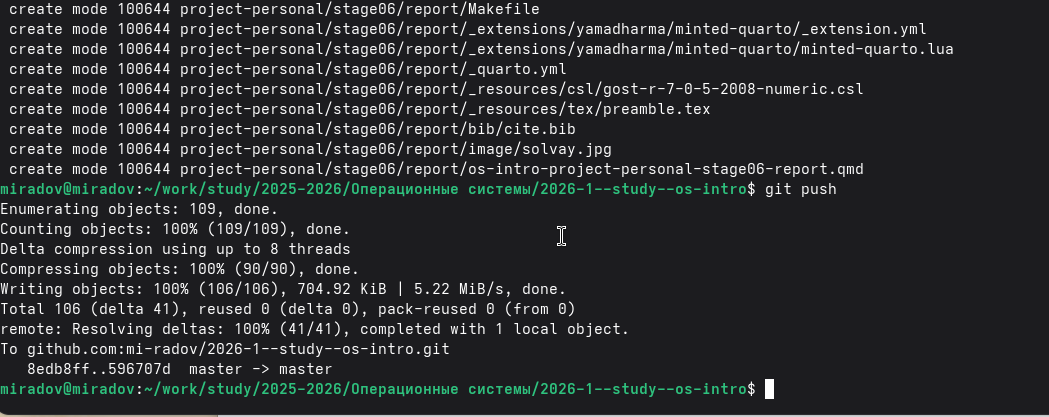 create mode 100644 project-personal/stage06/report/Makefile
create mode 100644 project-personal/stage06/report/_extensions/yamadharma/minted-quarto/_extension.yml
create mode 100644 project-personal/stage06/report/_extensions/yamadharma/minted-quarto/minted-quarto.lua
create mode 100644 project-personal/stage06/report/_quarto.yml
create mode 100644 project-personal/stage06/report/_resources/csl/gost-r-7-0-5-2008-numeric.csl
create mode 100644 project-personal/stage06/report/_resources/tex/preamble.tex
create mode 100644 project-personal/stage06/report/bib/cite.bib
create mode 100644 project-personal/stage06/report/image/solvay.jpg
create mode 100644 project-personal/stage06/report/os-intro-project-personal-stage06-report.qmd
miradov@miradov:~/work/study/2025-2026/Операционные системы/2026-1--study--os-intro$ git push
Enumerating objects: 109, done.
Counting objects: 100% (109/109), done.
Delta compression using up to 8 threads
Compressing objects: 100% (90/90), done.
Writing objects: 100% (106/106), 704.92 KiB | 5.22 MiB/s, done.
Total 106 (delta 41), reused 0 (delta 0), pack-reused 0 (from 0)
remote: Resolving deltas: 100% (41/41), completed with 1 local object.
To github.com:mi-radov/2026-1--study--os-intro.git
   8edb8ff..596707d  master -> master
miradov@miradov:~/work/study/2025-2026/Операционные системы/2026-1--study--os-intro$